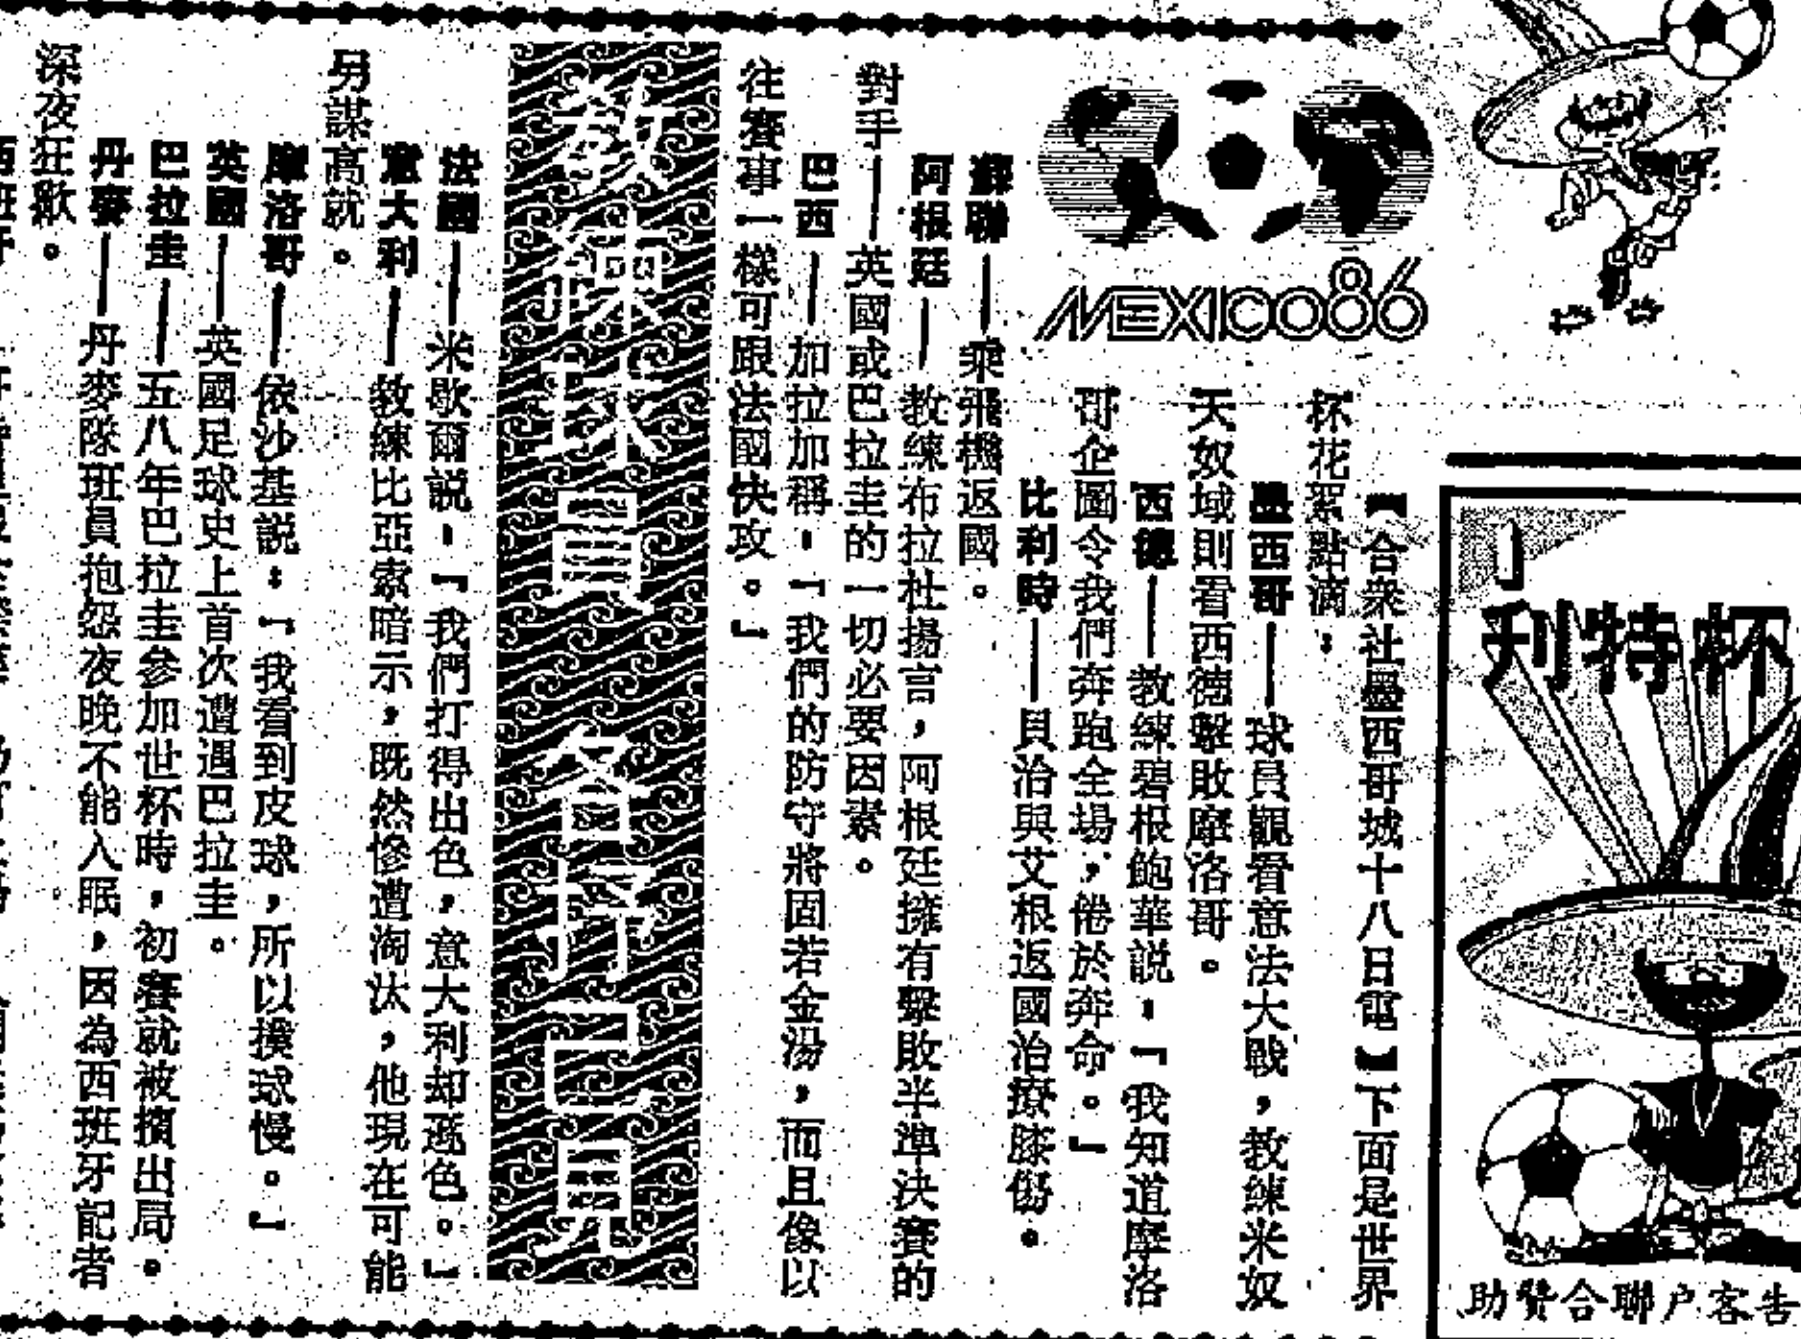 MEXICO86
【合衆社墨西哥城十八日電】下面是世界
杯花絮點滴：
墨西哥——球員觀看意法大戰，教練米奴
天奴域則看西德擊敗摩洛哥。
西德——教練碧根鮑華説：「我知道摩洛
哥企圖令我們奔跑全場，倦於奔命。」
比利時——貝治與艾根返國治療膝傷。
蘇聯——乘飛機返國。
阿根廷——教練布拉杜揚言，阿根廷擁有擊敗半準決賽的
對手——英國或巴拉圭的一切必要因素。
巴西——加拉加稱：「我們的防守將固若金湯，而且像以
往賽事一樣可跟法國快攻。」
教練球員 各抒己見
法國——米歇爾説：「我們打得出色，意大利却遜色。」
意大利——教練比亞索暗示，既然慘遭淘汰，他現在可能
另謀高就。
摩洛哥——依沙基説：「我看到皮球，所以撲球慢。」
英國——英國足球史上首次遭遇巴拉圭。
巴拉圭——五八年巴拉圭參加世杯時，初賽就被擯出局。
丹麥——丹麥隊班員抱怨夜晚不能入眠，因為西班牙記者
深夜狂歡。
西班牙
利特杯
助贊合聯户客告